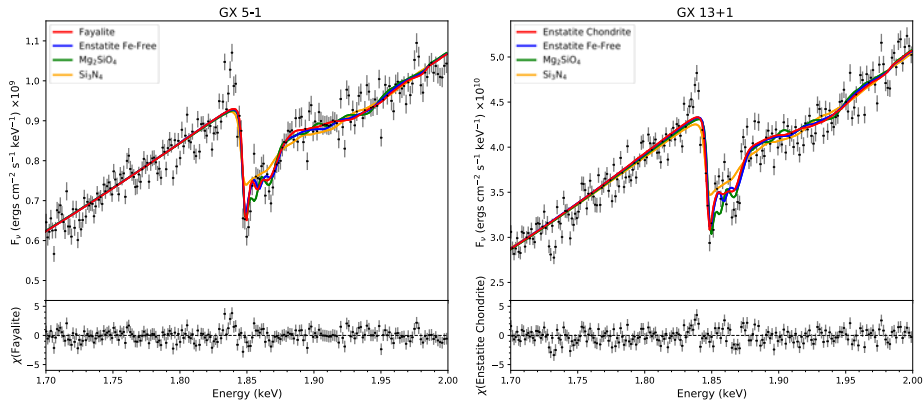 GX 5-1
Fayalite
Enstatite Fe-Free
Mg₂SiO₄
Si₃N₄
1.1
1.0
0.9
0.8
0.7
0.6
0.5
Fᵥ (ergs cm⁻² s⁻¹ keV⁻¹) ×10⁹
5
0
−5
χ(Fayalite)
1.70 1.75 1.80 1.85 1.90 1.95 2.00
Energy (keV)
GX 13+1
Enstatite Chondrite
Enstatite Fe-Free
Mg₂SiO₄
Si₃N₄
5.0
4.5
4.0
3.5
3.0
2.5
Fᵥ (ergs cm⁻² s⁻¹ keV⁻¹) ×10¹⁰
5
0
−5
χ(Enstatite Chondrite)
1.70 1.75 1.80 1.85 1.90 1.95 2.00
Energy (keV)